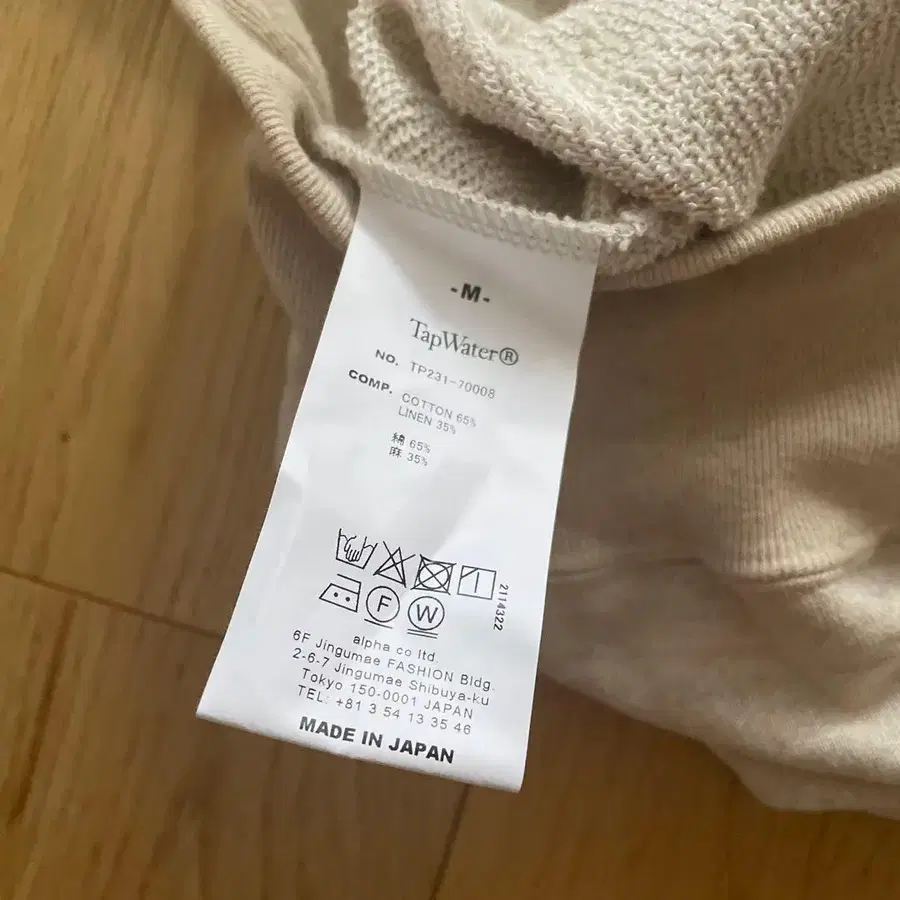 -M-
TapWater®
NO. TP231-70008
COMP. COTTON 65%
LINEN 35%
綿 65%
麻 35%
2114322
F W
alpha co ltd.
6F Jingumae FASHION Bldg.
2-6-7 Jingumae Shibuya-ku
Tokyo 150-0001 JAPAN
TEL: +81 3 54 13 35 46
MADE IN JAPAN